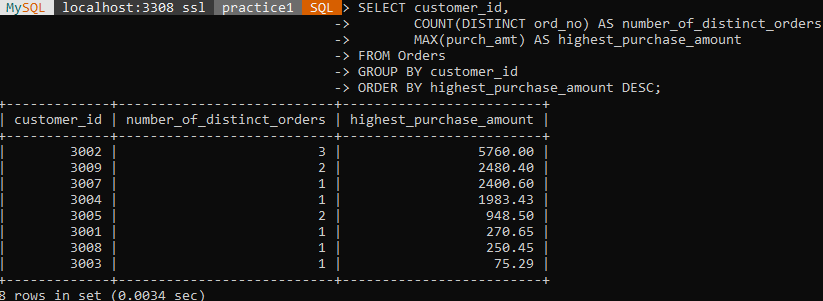 MySQL localhost:3308 ssl practice1 SQL > SELECT customer_id,
-> COUNT(DISTINCT ord_no) AS number_of_distinct_orders
-> MAX(purch_amt) AS highest_purchase_amount
-> FROM Orders
-> GROUP BY customer_id
-> ORDER BY highest_purchase_amount DESC;
+-------------+---------------------------+-------------------------+
| customer_id | number_of_distinct_orders | highest_purchase_amount |
+-------------+---------------------------+-------------------------+
| 3002 | 3 | 5760.00 |
| 3009 | 2 | 2480.40 |
| 3007 | 1 | 2400.60 |
| 3004 | 1 | 1983.43 |
| 3005 | 2 | 948.50 |
| 3001 | 1 | 270.65 |
| 3008 | 1 | 250.45 |
| 3003 | 1 | 75.29 |
+-------------+---------------------------+-------------------------+
8 rows in set (0.0034 sec)